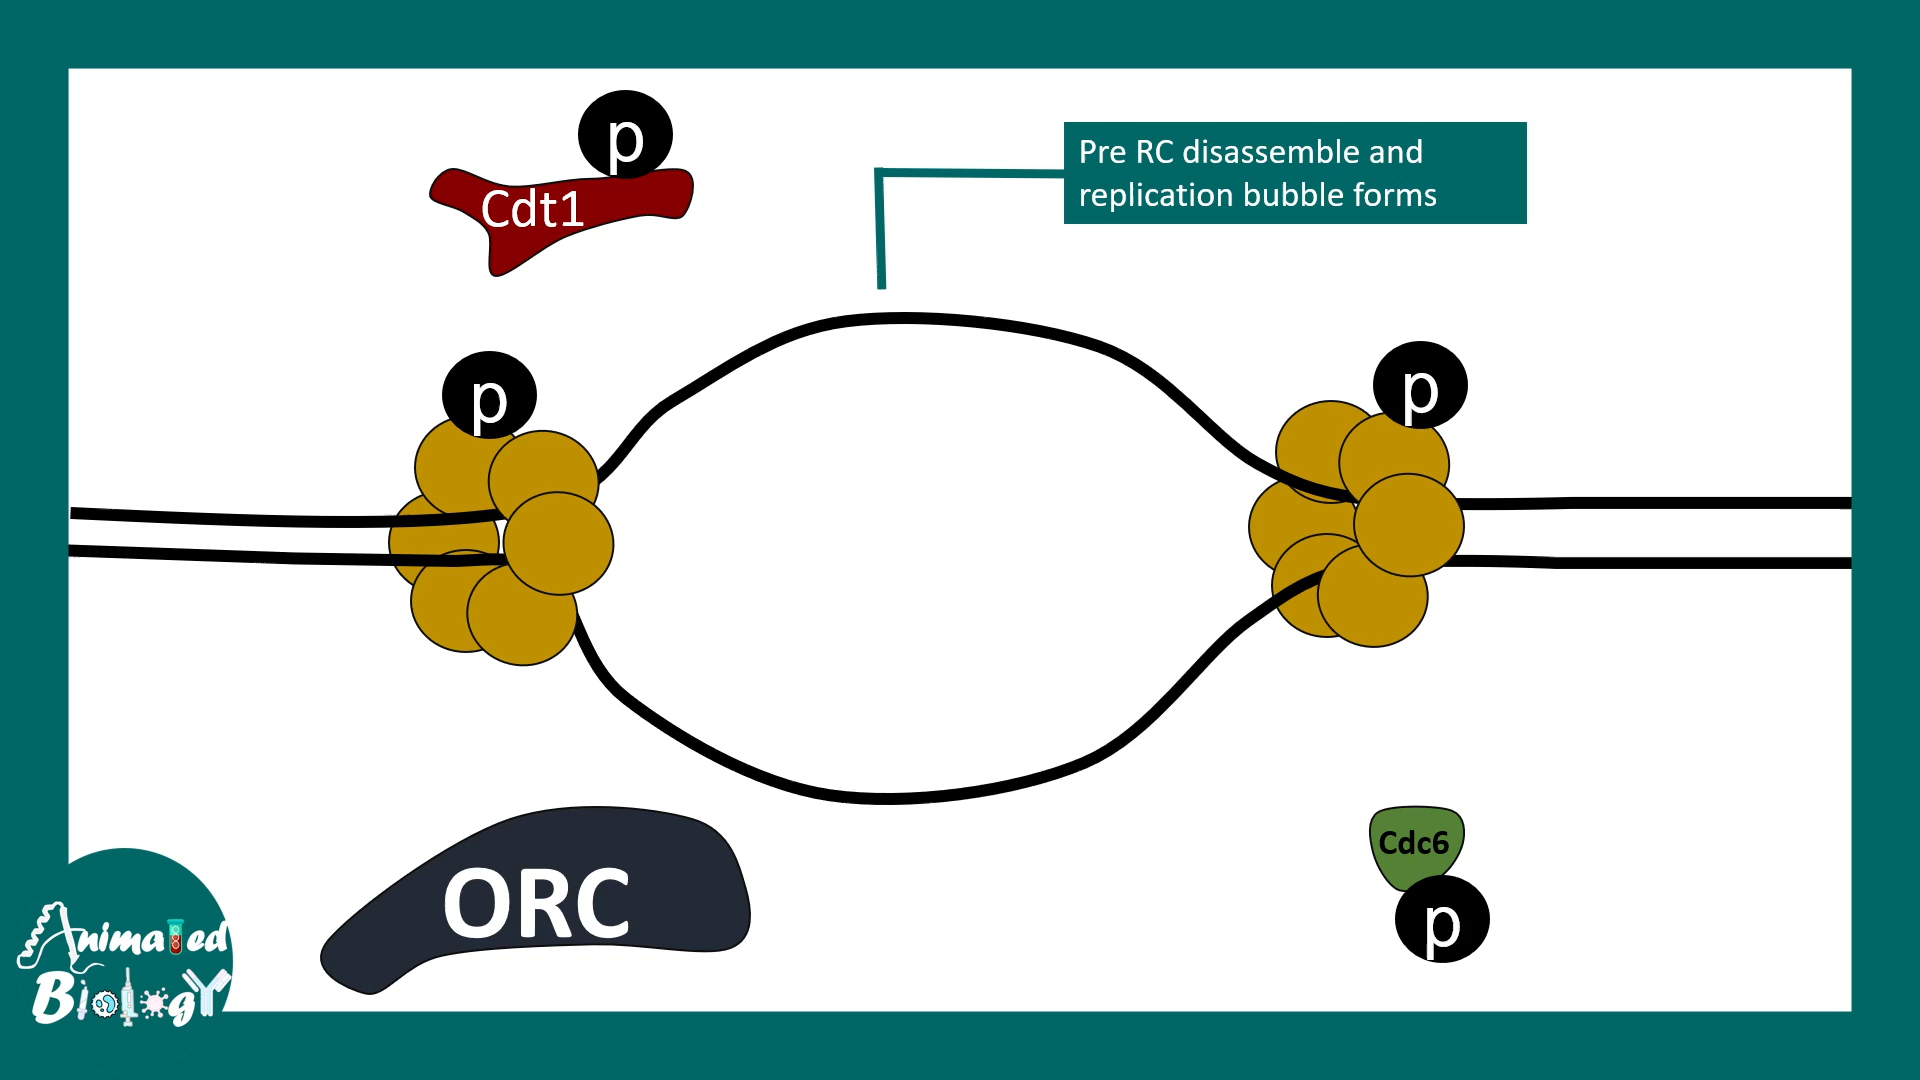 p
Cdt1
Pre RC disassemble and
replication bubble forms
p
p
ORC
Cdc6
p
Animated
Biology